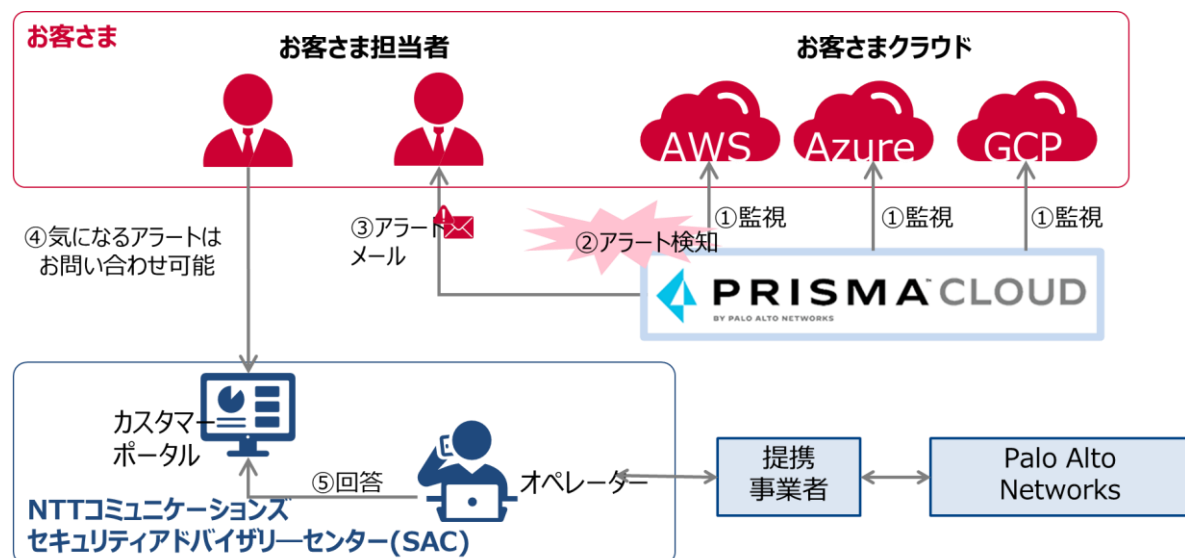 お客さま
お客さま担当者
お客さまクラウド
AWS
Azure
GCP
①監視
①監視
①監視
②アラート検知
③アラート
メール
④気になるアラートは
お問い合わせ可能
PRISMA™ CLOUD
BY PALO ALTO NETWORKS
カスタマー
ポータル
⑤回答
オペレーター
提携
事業者
Palo Alto
Networks
NTTコミュニケーションズ
セキュリティアドバイザリ―センター(SAC)